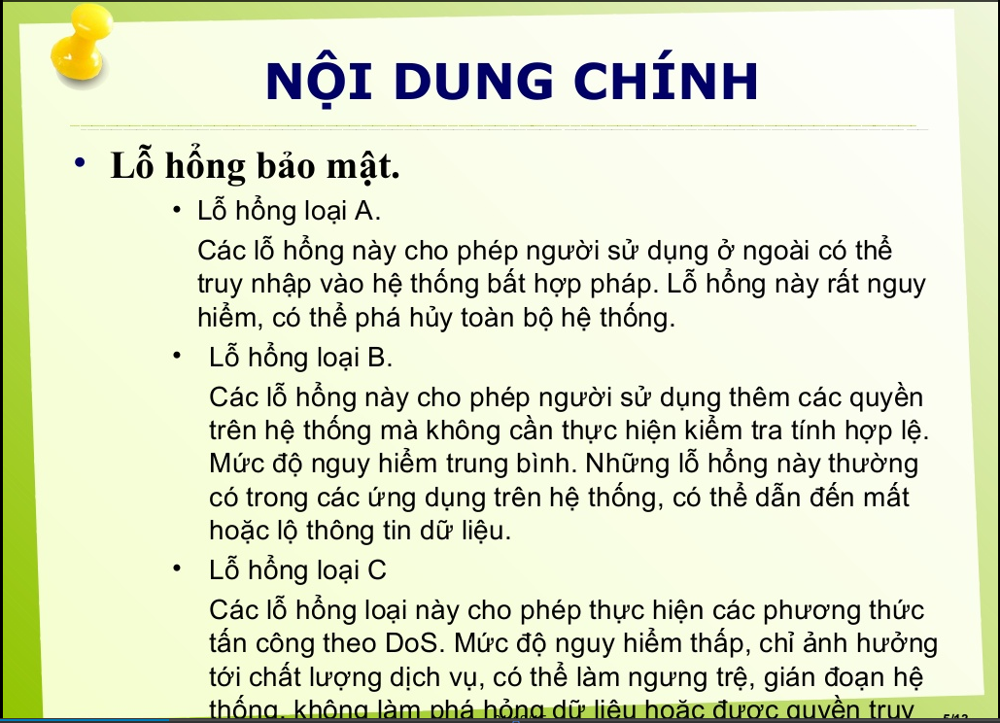 NỘI DUNG CHÍNH
• Lỗ hổng bảo mật.
• Lỗ hổng loại A.
Các lỗ hổng này cho phép người sử dụng ở ngoài có thể
truy nhập vào hệ thống bất hợp pháp. Lỗ hổng này rất nguy
hiểm, có thể phá hủy toàn bộ hệ thống.
• Lỗ hổng loại B.
Các lỗ hổng này cho phép người sử dụng thêm các quyền
trên hệ thống mà không cần thực hiện kiểm tra tính hợp lệ.
Mức độ nguy hiểm trung bình. Những lỗ hổng này thường
có trong các ứng dụng trên hệ thống, có thể dẫn đến mất
hoặc lộ thông tin dữ liệu.
• Lỗ hổng loại C
Các lỗ hổng loại này cho phép thực hiện các phương thức
tấn công theo DoS. Mức độ nguy hiểm thấp, chỉ ảnh hưởng
tới chất lượng dịch vụ, có thể làm ngưng trệ, gián đoạn hệ
thống, không làm phá hỏng dữ liệu hoặc được quyền truy